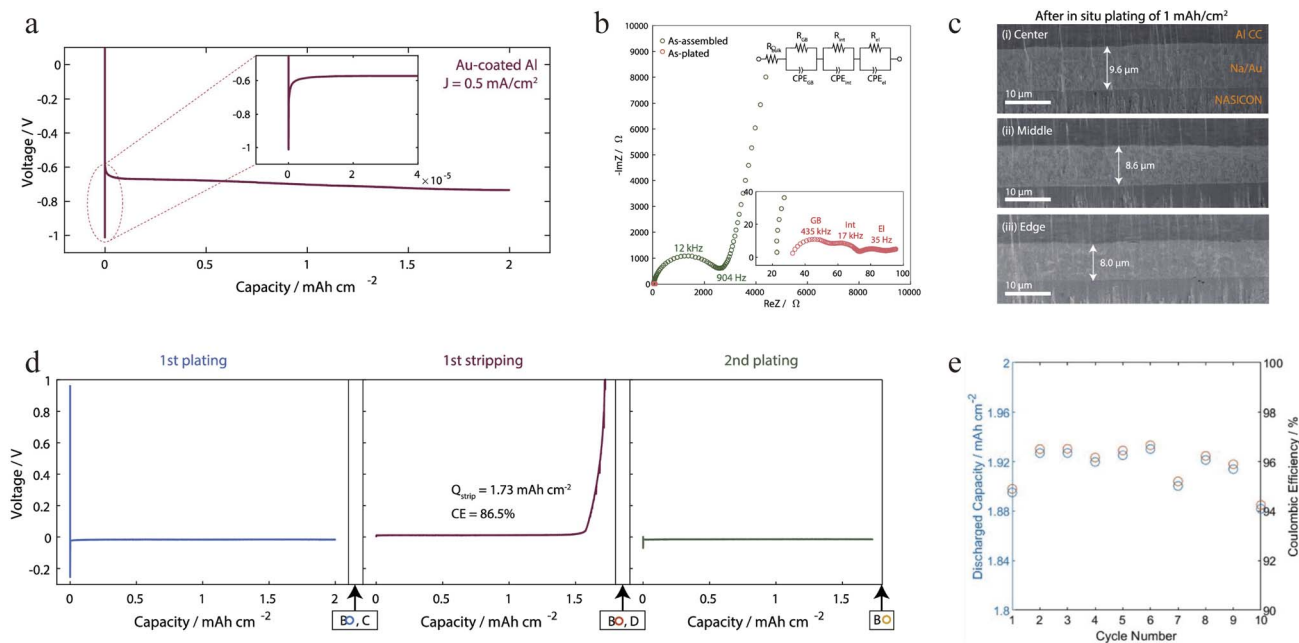 a
Voltage / V
0
-0.2
-0.4
-0.6
-0.8
-1
0
0.5
1
1.5
2
Capacity / mAh cm -2
Au-coated Al
J = 0.5 mA/cm²
-0.6
-0.8
-1
0
2
4
× 10⁻⁵
b
As-assembled
As-plated
R_Bulk
R_GB
R_int
R_el
CPE_GB
CPE_int
CPE_el
-ImZ / Ω
10000
9000
8000
7000
6000
5000
4000
3000
2000
1000
0
0
2000
4000
6000
8000
10000
ReZ / Ω
12 kHz
904 Hz
40
20
0
GB
435 kHz
Int
17 kHz
El
35 Hz
0
20
40
60
80
100
c
After in situ plating of 1 mAh/cm²
(i) Center
Al CC
9.6 μm
Na/Au
10 μm
NASICON
(ii) Middle
8.6 μm
10 μm
(iii) Edge
8.0 μm
10 μm
d
1st plating
1st stripping
2nd plating
Voltage / V
1
0.8
0.6
0.4
0.2
0
-0.2
Q_strip = 1.73 mAh cm⁻²
CE = 86.5%
0
0.5
1
1.5
2
0
0.5
1
1.5
0
0.5
1
1.5
Capacity / mAh cm -2
Capacity / mAh cm -2
Capacity / mAh cm -2
BO, C
BO, D
BO
e
Discharged Capacity / mAh cm⁻²
2
1.96
1.92
1.88
1.84
1.8
100
98
96
94
92
90
Coulombic Efficiency / %
1
2
3
4
5
6
7
8
9
10
Cycle Number